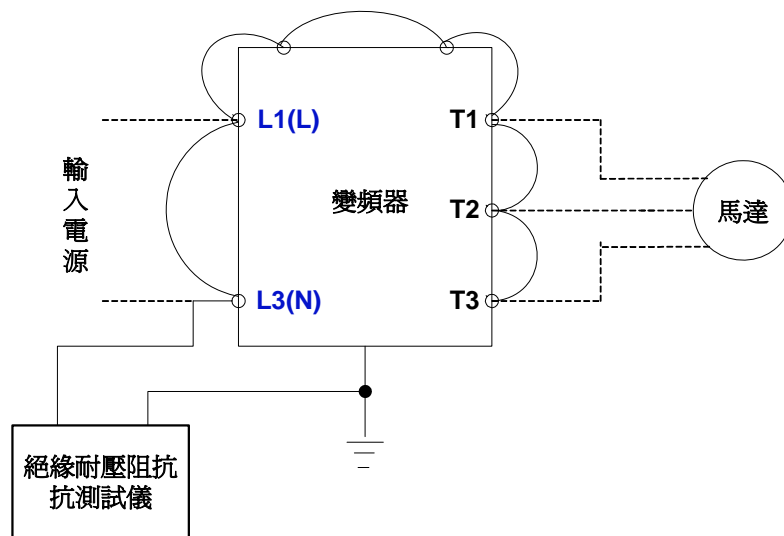 L1(L)
T1
輸入電源
變頻器
T2
馬達
L3(N)
T3
絕緣耐壓阻抗
抗測試儀